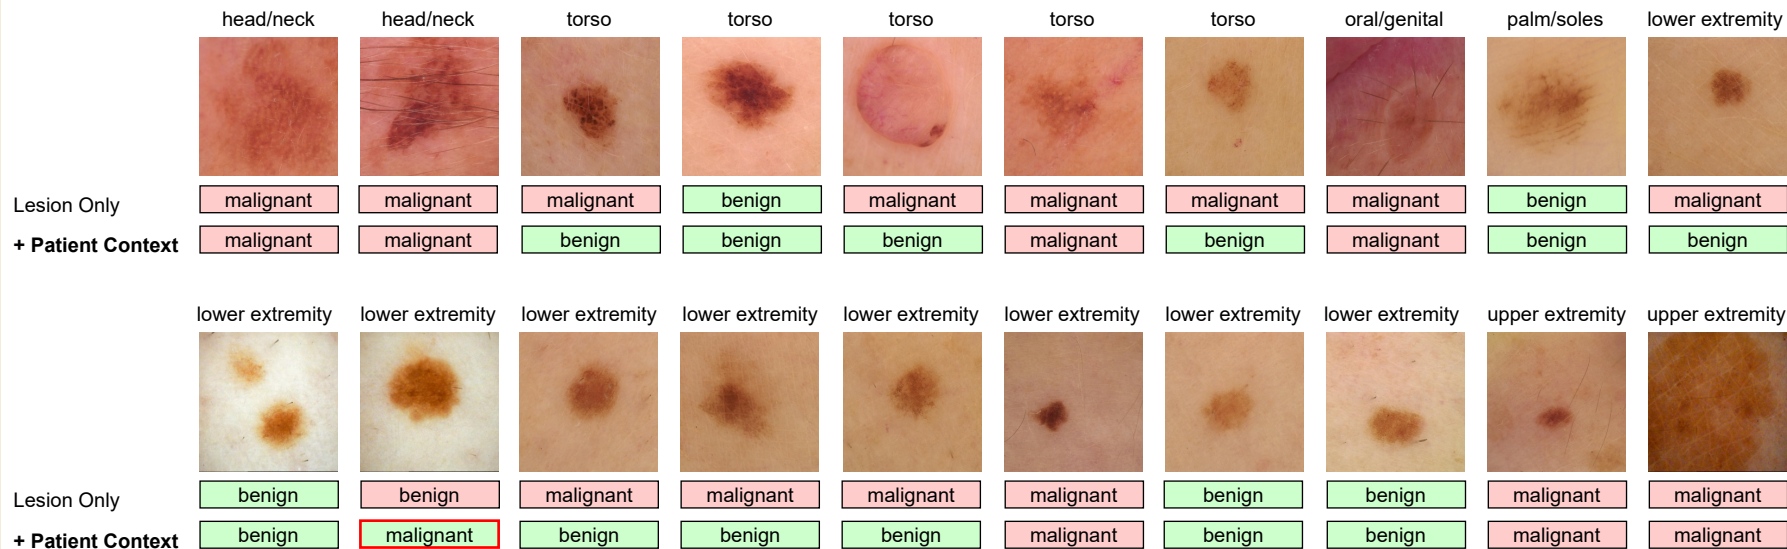 head/neck head/neck torso torso torso torso torso oral/genital palm/soles lower extremity
Lesion Only malignant malignant malignant benign malignant malignant malignant malignant benign malignant
+ Patient Context malignant malignant benign benign benign malignant benign malignant benign benign
lower extremity lower extremity lower extremity lower extremity lower extremity lower extremity lower extremity lower extremity upper extremity upper extremity
Lesion Only benign benign malignant malignant malignant malignant benign benign malignant malignant
+ Patient Context benign malignant benign benign benign malignant benign benign malignant malignant